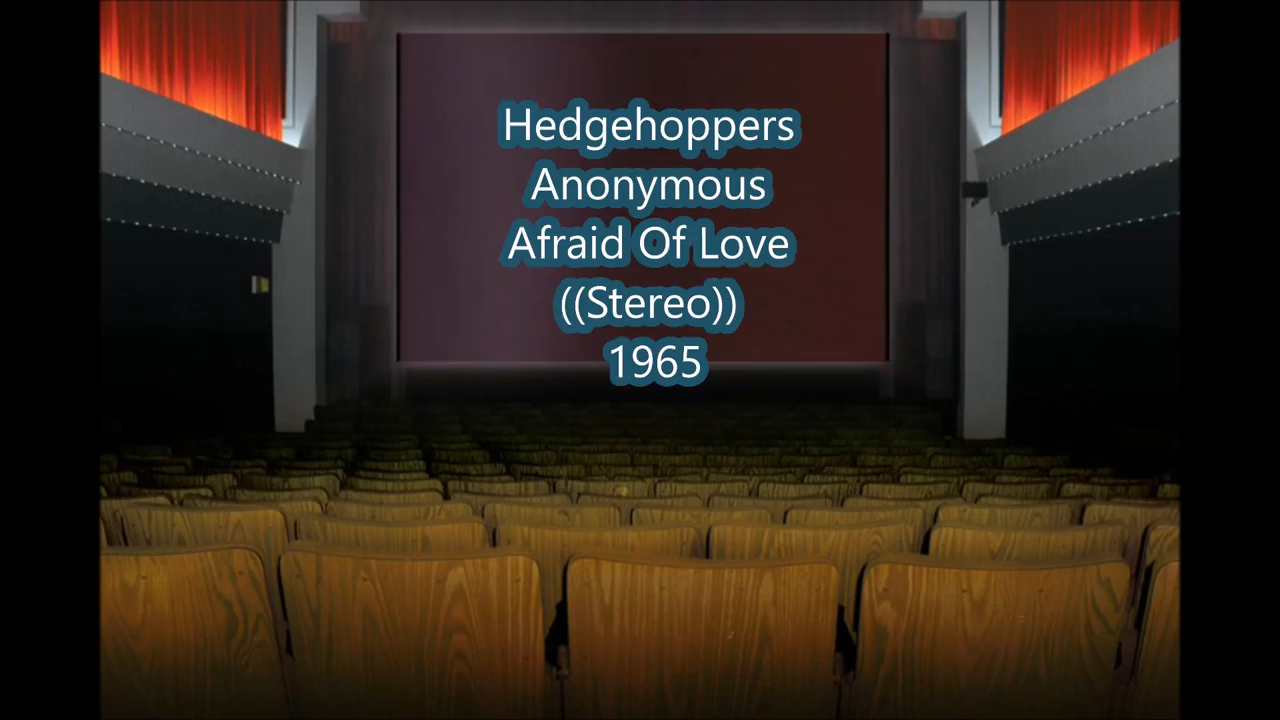 Hedgehoppers
Anonymous
Afraid Of Love
((Stereo))
1965